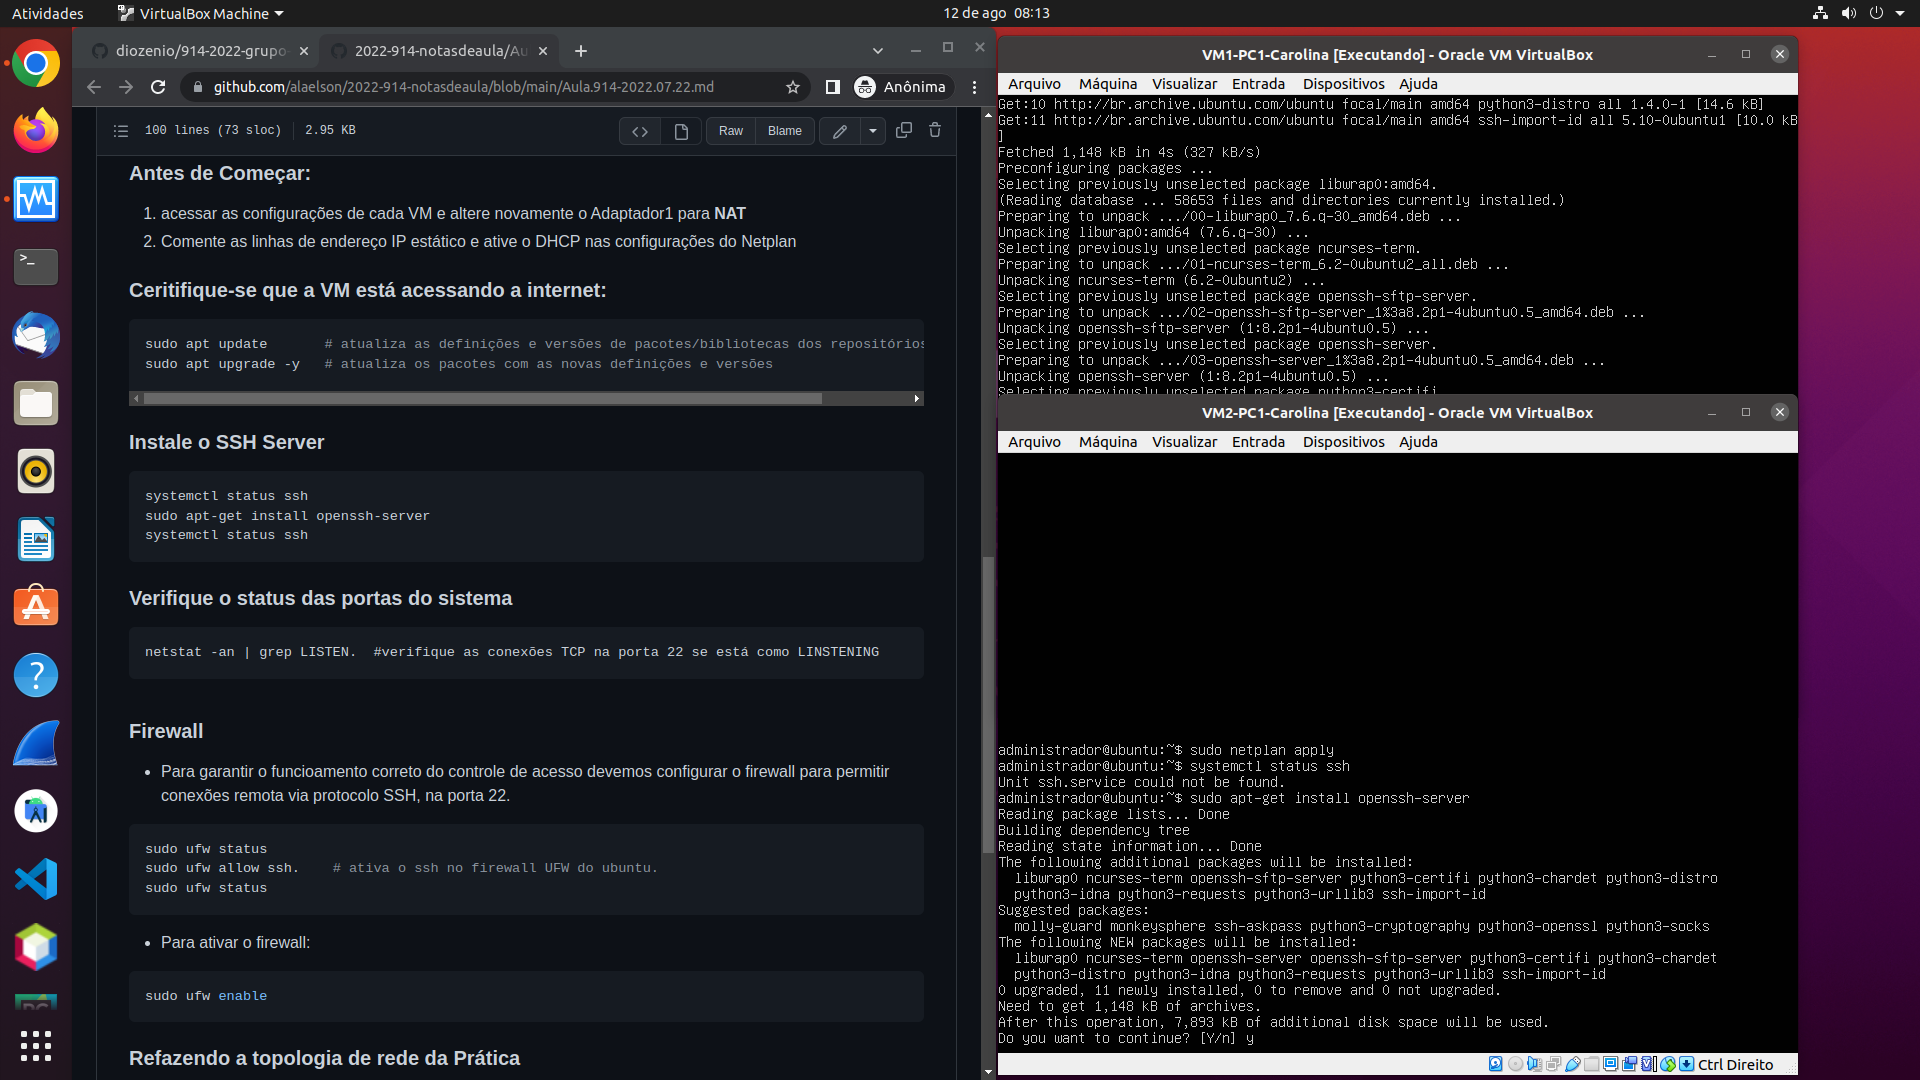 Atividades
VirtualBox Machine
12 de ago  08:13
diozenio/914-2022-grupo-
2022-914-notasdeaula/Au
github.com/alaelson/2022-914-notasdeaula/blob/main/Aula.914-2022.07.22.md
Anônima
100 lines (73 sloc)
2.95 KB
Raw
Blame
Antes de Começar:
1. acessar as configurações de cada VM e altere novamente o Adaptador1 para NAT
2. Comente as linhas de endereço IP estático e ative o DHCP nas configurações do Netplan
Ceritifique-se que a VM está acessando a internet:
sudo apt update       # atualiza as definições e versões de pacotes/bibliotecas dos repositórios
sudo apt upgrade -y   # atualiza os pacotes com as novas definições e versões
Instale o SSH Server
systemctl status ssh
sudo apt-get install openssh-server
systemctl status ssh
Verifique o status das portas do sistema
netstat -an | grep LISTEN.  #verifique as conexões TCP na porta 22 se está como LINSTENING
Firewall
• Para garantir o funcioamento correto do controle de acesso devemos configurar o firewall para permitir
conexões remota via protocolo SSH, na porta 22.
sudo ufw status
sudo ufw allow ssh.    # ativa o ssh no firewall UFW do ubuntu.
sudo ufw status
• Para ativar o firewall:
sudo ufw enable
Refazendo a topologia de rede da Prática
VM1-PC1-Carolina [Executando] - Oracle VM VirtualBox
Arquivo Máquina Visualizar Entrada Dispositivos Ajuda
Get:10 http://br.archive.ubuntu.com/ubuntu focal/main amd64 python3-distro all 1.4.0-1 [14.6 kB]
Get:11 http://br.archive.ubuntu.com/ubuntu focal/main amd64 ssh-import-id all 5.10-0ubuntu1 [10.0 kB
]
Fetched 1,148 kB in 4s (327 kB/s)
Preconfiguring packages ...
Selecting previously unselected package libwrap0:amd64.
(Reading database ... 58653 files and directories currently installed.)
Preparing to unpack .../00-libwrap0_7.6.q-30_amd64.deb ...
Unpacking libwrap0:amd64 (7.6.q-30) ...
Selecting previously unselected package ncurses-term.
Preparing to unpack .../01-ncurses-term_6.2-0ubuntu2_all.deb ...
Unpacking ncurses-term (6.2-0ubuntu2) ...
Selecting previously unselected package openssh-sftp-server.
Preparing to unpack .../02-openssh-sftp-server_1%3a8.2p1-4ubuntu0.5_amd64.deb ...
Unpacking openssh-sftp-server (1:8.2p1-4ubuntu0.5) ...
Selecting previously unselected package openssh-server.
Preparing to unpack .../03-openssh-server_1%3a8.2p1-4ubuntu0.5_amd64.deb ...
Unpacking openssh-server (1:8.2p1-4ubuntu0.5) ...
Selecting previously unselected package python3-certifi.
VM2-PC1-Carolina [Executando] - Oracle VM VirtualBox
Arquivo Máquina Visualizar Entrada Dispositivos Ajuda
administrador@ubuntu:~$ sudo netplan apply
administrador@ubuntu:~$ systemctl status ssh
Unit ssh.service could not be found.
administrador@ubuntu:~$ sudo apt-get install openssh-server
Reading package lists... Done
Building dependency tree
Reading state information... Done
The following additional packages will be installed:
  libwrap0 ncurses-term openssh-sftp-server python3-certifi python3-chardet python3-distro
  python3-idna python3-requests python3-urllib3 ssh-import-id
Suggested packages:
  molly-guard monkeysphere ssh-askpass python3-cryptography python3-openssl python3-socks
The following NEW packages will be installed:
  libwrap0 ncurses-term openssh-server openssh-sftp-server python3-certifi python3-chardet
  python3-distro python3-idna python3-requests python3-urllib3 ssh-import-id
0 upgraded, 11 newly installed, 0 to remove and 0 not upgraded.
Need to get 1,148 kB of archives.
After this operation, 7,893 kB of additional disk space will be used.
Do you want to continue? [Y/n] y
Ctrl Direito